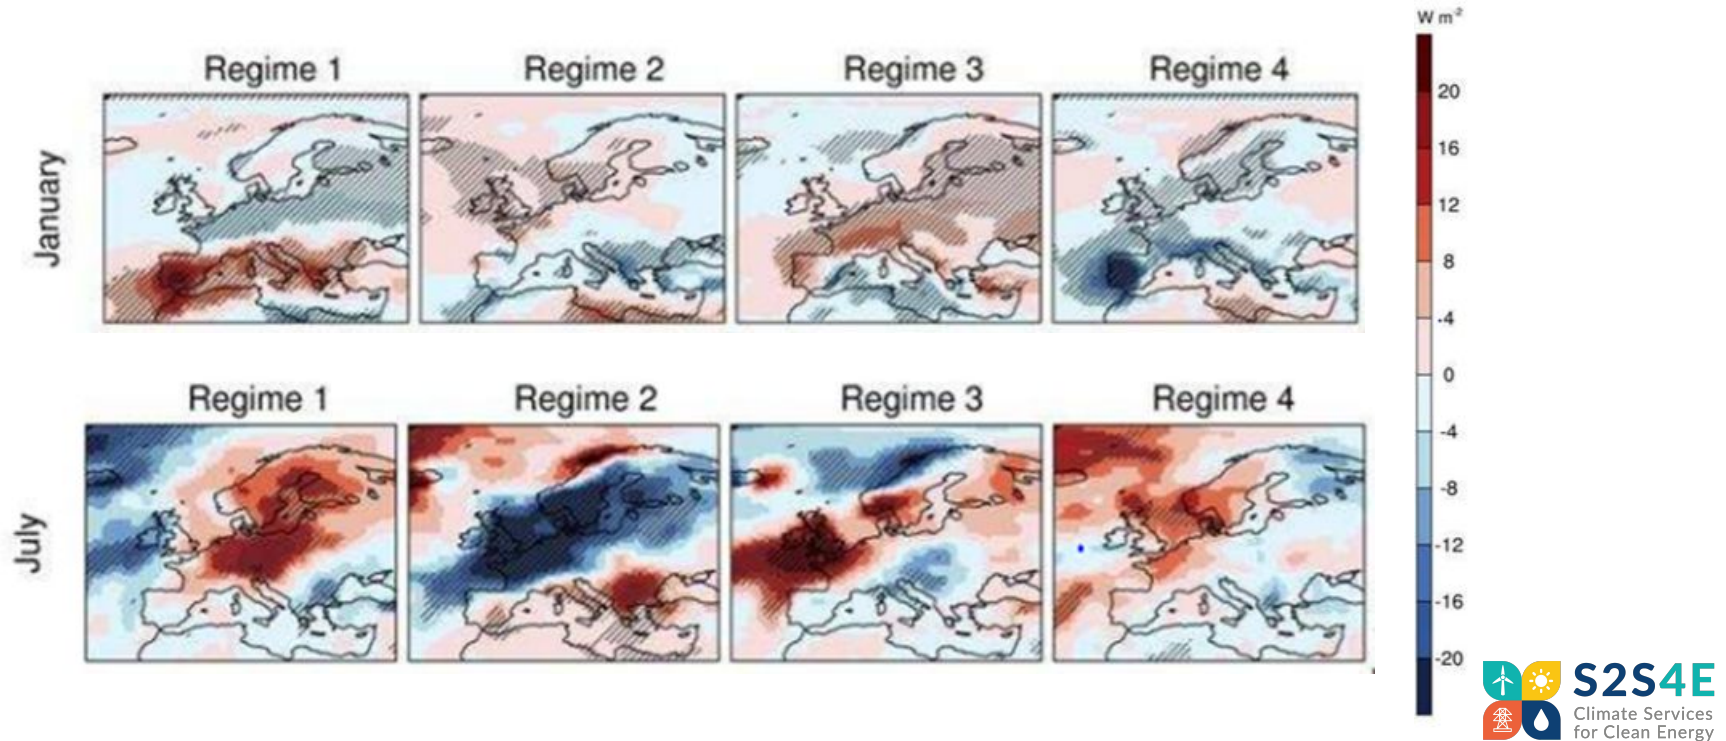 W m-2
Regime 1 Regime 2 Regime 3 Regime 4
January
20
16
12
8
4
0
-4
-8
-12
-16
-20
Regime 1 Regime 2 Regime 3 Regime 4
July
S2S4E
Climate Services
for Clean Energy